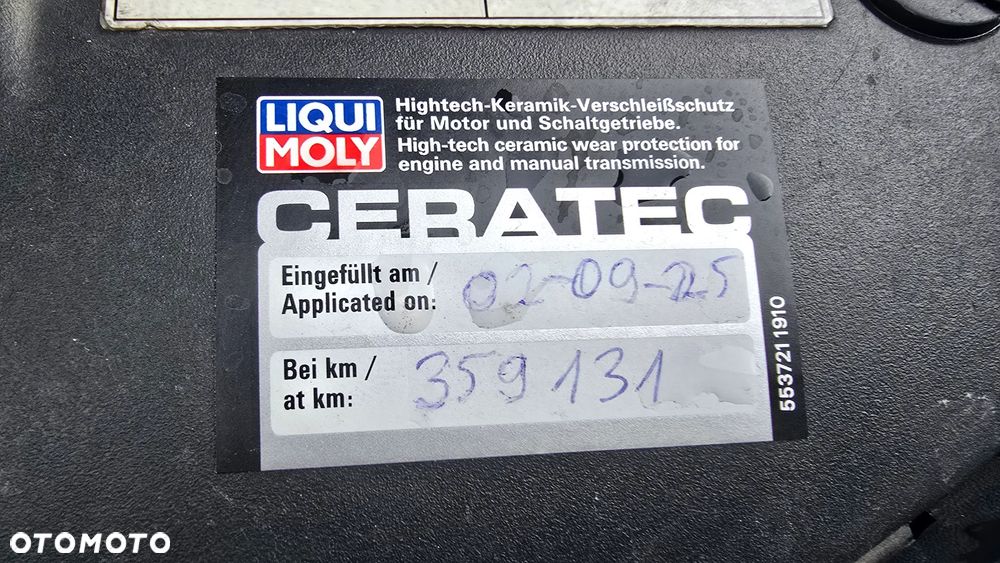 LIQUI
MOLY
Hightech-Keramik-Verschleißschutz
für Motor und Schaltgetriebe.
High-tech ceramic wear protection for
engine and manual transmission.
CERATEC
Eingefüllt am /
Applicated on: 02-09-25
Bei km /
at km: 359 131
5537211910
OTOMOTO